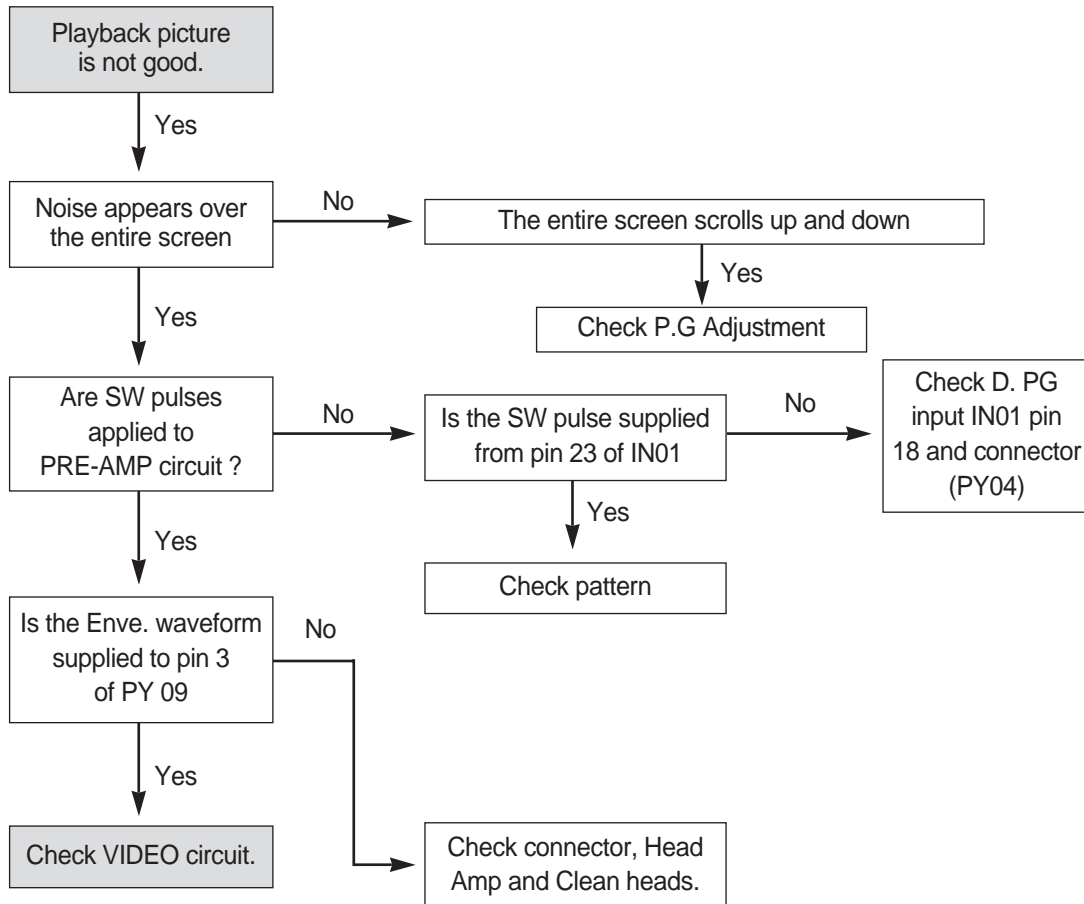 Playback picture
is not good.
Yes
Noise appears over
the entire screen
No
The entire screen scrolls up and down
Yes
Check P.G Adjustment
Yes
Are SW pulses
applied to
PRE-AMP circuit ?
No
Is the SW pulse supplied
from pin 23 of IN01
No
Check D. PG
input IN01 pin
18 and connector
(PY04)
Yes
Check pattern
Yes
Is the Enve. waveform
supplied to pin 3
of PY 09
No
Yes
Check VIDEO circuit.
Check connector, Head
Amp and Clean heads.